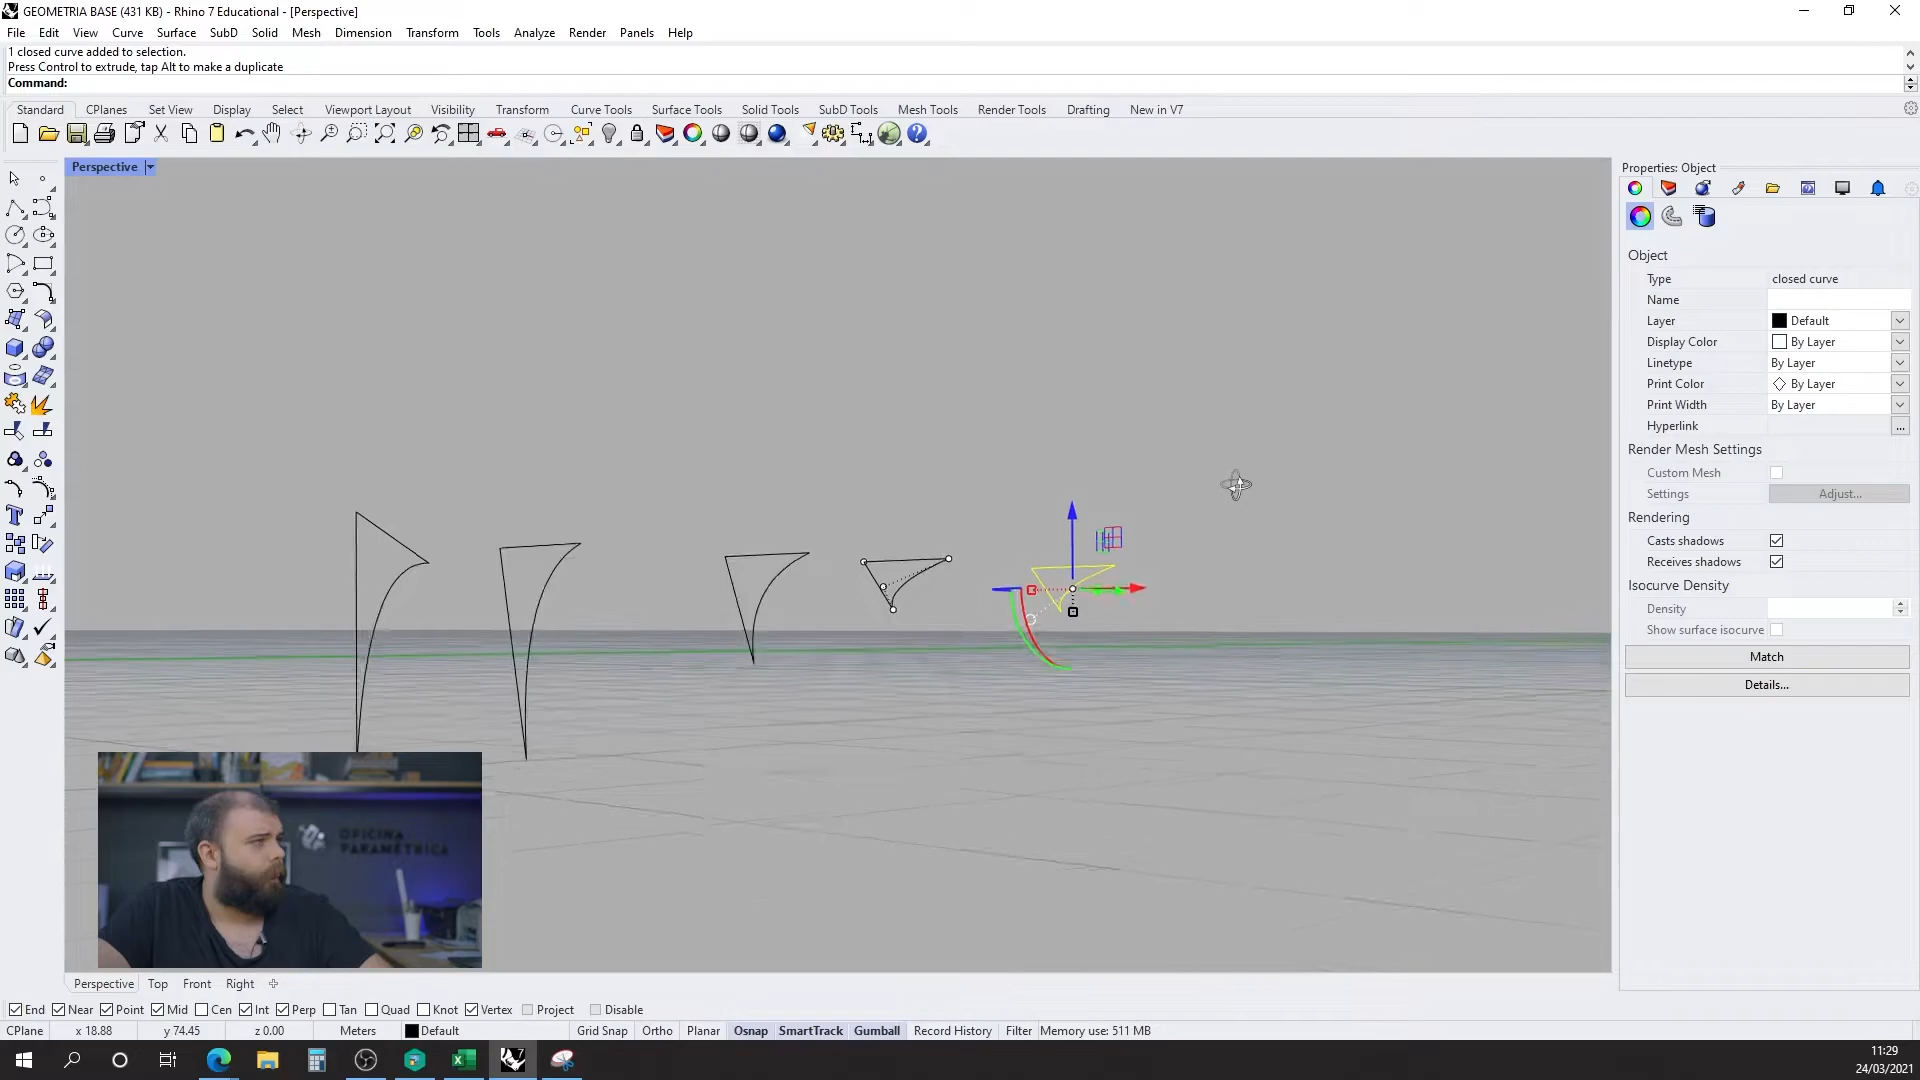 GEOMETRIA BASE (431 KB) - Rhino 7 Educational - [Perspective]
File Edit View Curve Surface SubD Solid Mesh Dimension Transform Tools Analyze Render Panels Help
1 closed curve added to selection.
Press Control to extrude, tap Alt to make a duplicate
Command:
Standard CPlanes Set View Display Select Viewport Layout Visibility Transform Curve Tools Surface Tools Solid Tools SubD Tools Mesh Tools Render Tools Drafting New in V7
Perspective
Properties: Object
Object
Type closed curve
Name
Layer Default
Display Color By Layer
Linetype By Layer
Print Color By Layer
Print Width By Layer
Hyperlink ...
Render Mesh Settings
Custom Mesh
Settings Adjust...
Rendering
Casts shadows
Receives shadows
Isocurve Density
Density
Show surface isocurve
Match
Details...
OFICINA
PARAMÉTRICA
Perspective Top Front Right
End Near Point Mid Cen Int Perp Tan Quad Knot Vertex Project Disable
CPlane x 18.88 y 74.45 z 0.00 Meters Default Grid Snap Ortho Planar Osnap SmartTrack Gumball Record History Filter Memory use: 511 MB
11:29
24/03/2021